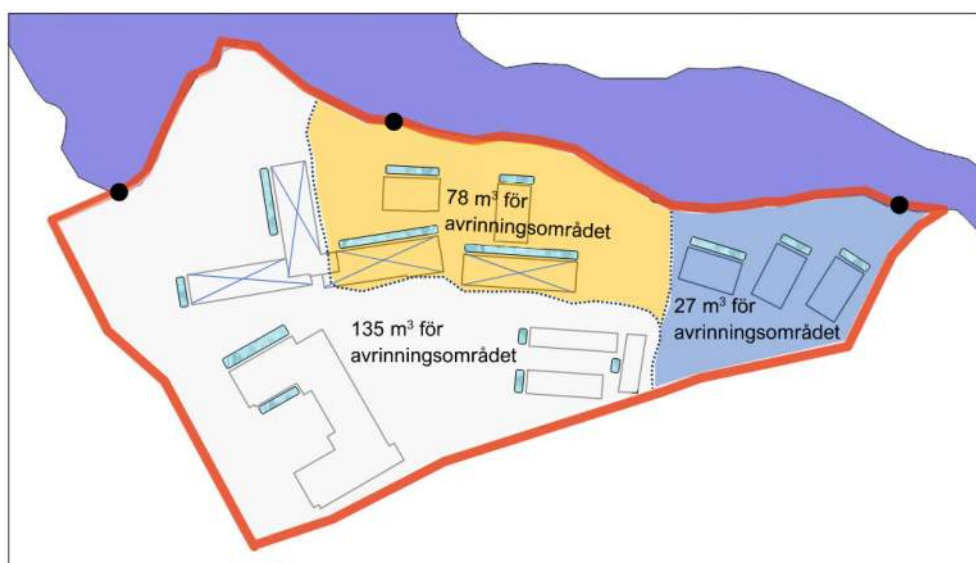 78 m³ för
avrinningsområdet
27 m³ för
avrinningsområdet
135 m³ för
avrinningsområdet